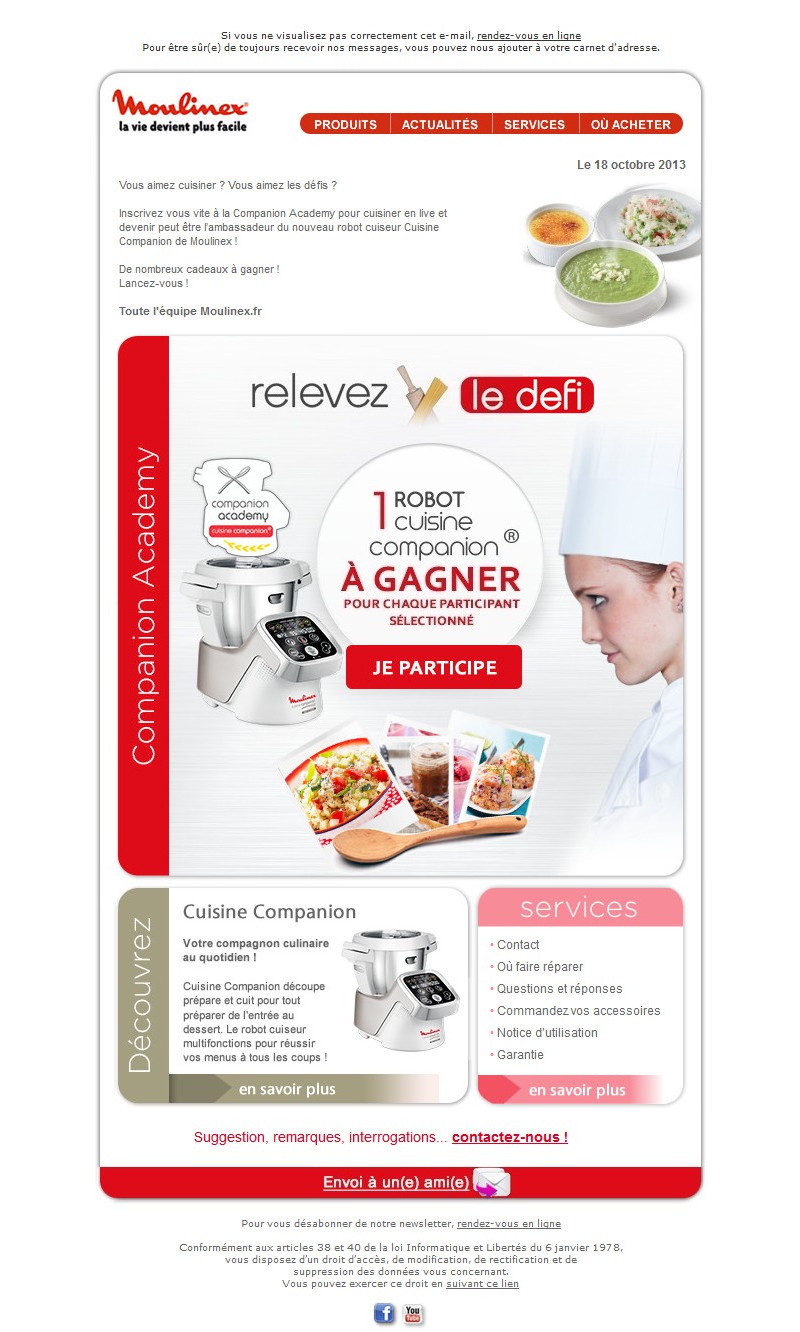 Si vous ne visualisez pas correctement cet e-mail, rendez-vous en ligne
Pour être sûr(e) de toujours recevoir nos messages, vous pouvez nous ajouter à votre carnet d'adresse.
Moulinex
la vie devient plus facile
PRODUITS
ACTUALITÉS
SERVICES
OÙ ACHETER
Le 18 octobre 2013
Vous aimez cuisiner ? Vous aimez les défis ?
Inscrivez vous vite à la Companion Academy pour cuisiner en live et
devenir peut être l'ambassadeur du nouveau robot cuiseur Cuisine
Companion de Moulinex !
De nombreux cadeaux à gagner !
Lancez-vous !
Toute l'équipe Moulinex.fr
Companion Academy
relevez le defi
companion
academy
cuisine companion®
1 ROBOT
cuisine
companion ®
À GAGNER
POUR CHAQUE PARTICIPANT
SÉLECTIONNÉ
JE PARTICIPE
Moulinex
Découvrez
Cuisine Companion
Votre compagnon culinaire
au quotidien !
Cuisine Companion découpe
prépare et cuit pour tout
préparer de l'entrée au
dessert. Le robot cuiseur
multifonctions pour réussir
vos menus à tous les coups !
Moulinex
en savoir plus
services
• Contact
• Où faire réparer
• Questions et réponses
• Commandez vos accessoires
• Notice d'utilisation
• Garantie
en savoir plus
Suggestion, remarques, interrogations... contactez-nous !
Envoi à un(e) ami(e)
Pour vous désabonner de notre newsletter, rendez-vous en ligne
Conformément aux articles 38 et 40 de la loi Informatique et Libertés du 6 janvier 1978,
vous disposez d'un droit d'accès, de modification, de rectification et de
suppression des données vous concernant.
Vous pouvez exercer ce droit en suivant ce lien
f
You
Tube